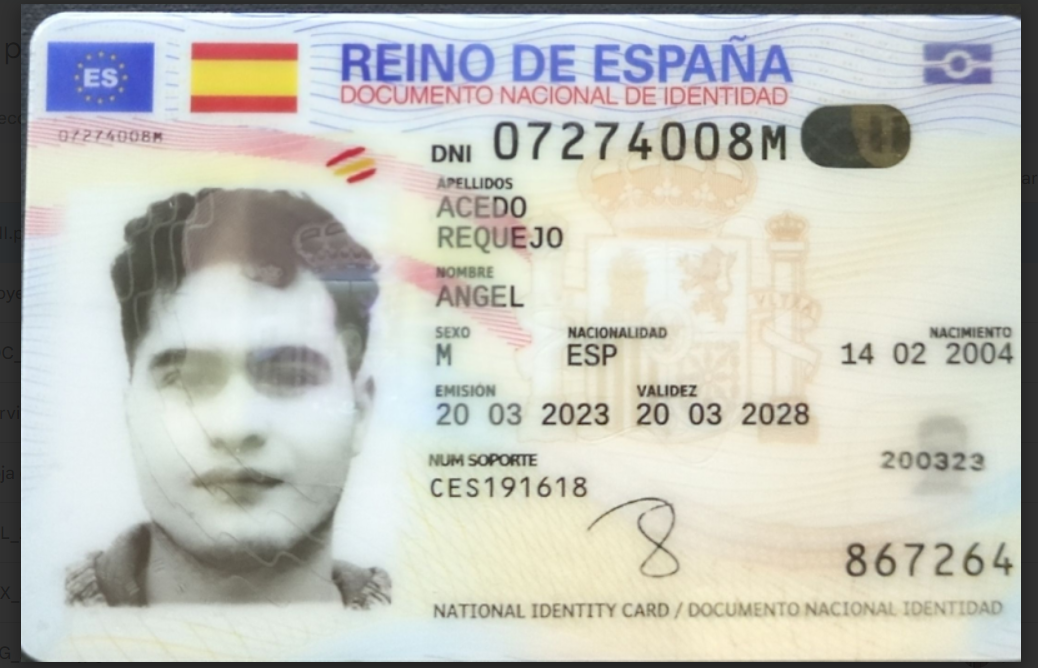 ES
REINO DE ESPAÑA
DOCUMENTO NACIONAL DE IDENTIDAD
07274008M
DNI 07274008M
APELLIDOS
ACEDO
REQUEJO
NOMBRE
ANGEL
SEXO NACIONALIDAD NACIMIENTO
M ESP 14 02 2004
EMISIÓN VALIDEZ
20 03 2023 20 03 2028
NUM SOPORTE
200323
CES191618
867264
NATIONAL IDENTITY CARD / DOCUMENTO NACIONAL IDENTIDAD